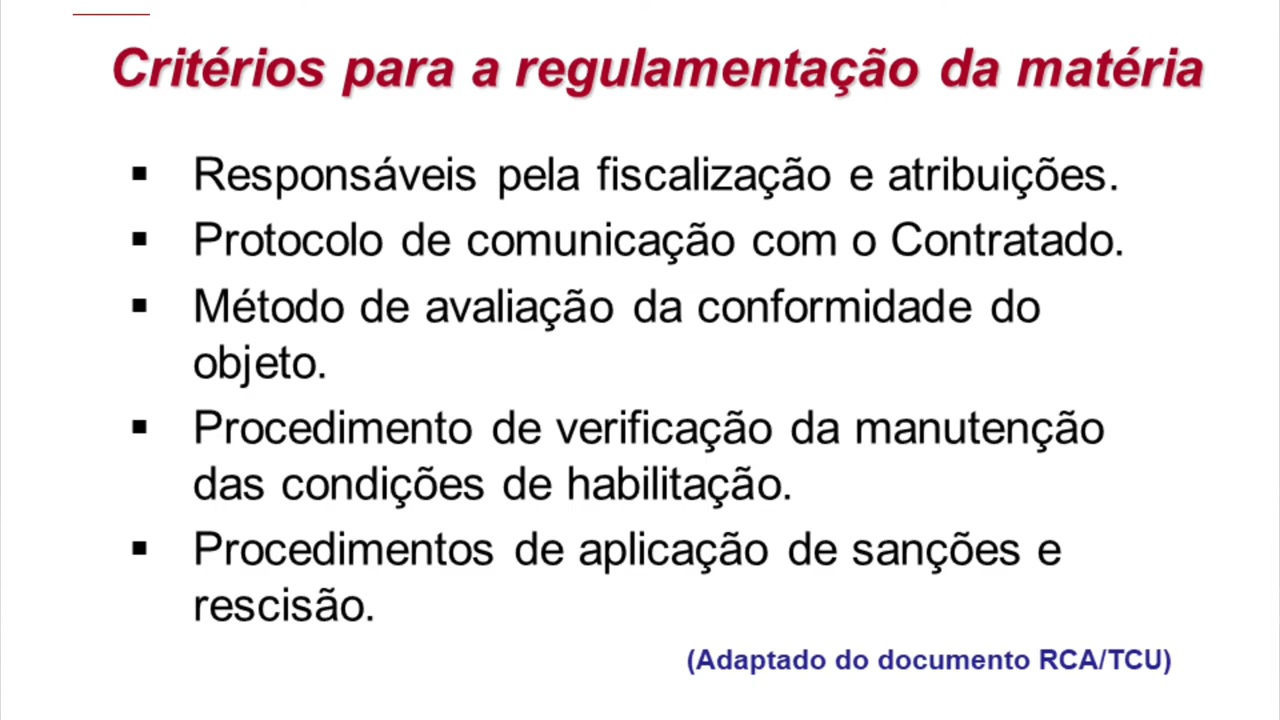 Critérios para a regulamentação da matéria
▪ Responsáveis pela fiscalização e atribuições.
▪ Protocolo de comunicação com o Contratado.
▪ Método de avaliação da conformidade do
objeto.
▪ Procedimento de verificação da manutenção
das condições de habilitação.
▪ Procedimentos de aplicação de sanções e
rescisão.
(Adaptado do documento RCA/TCU)